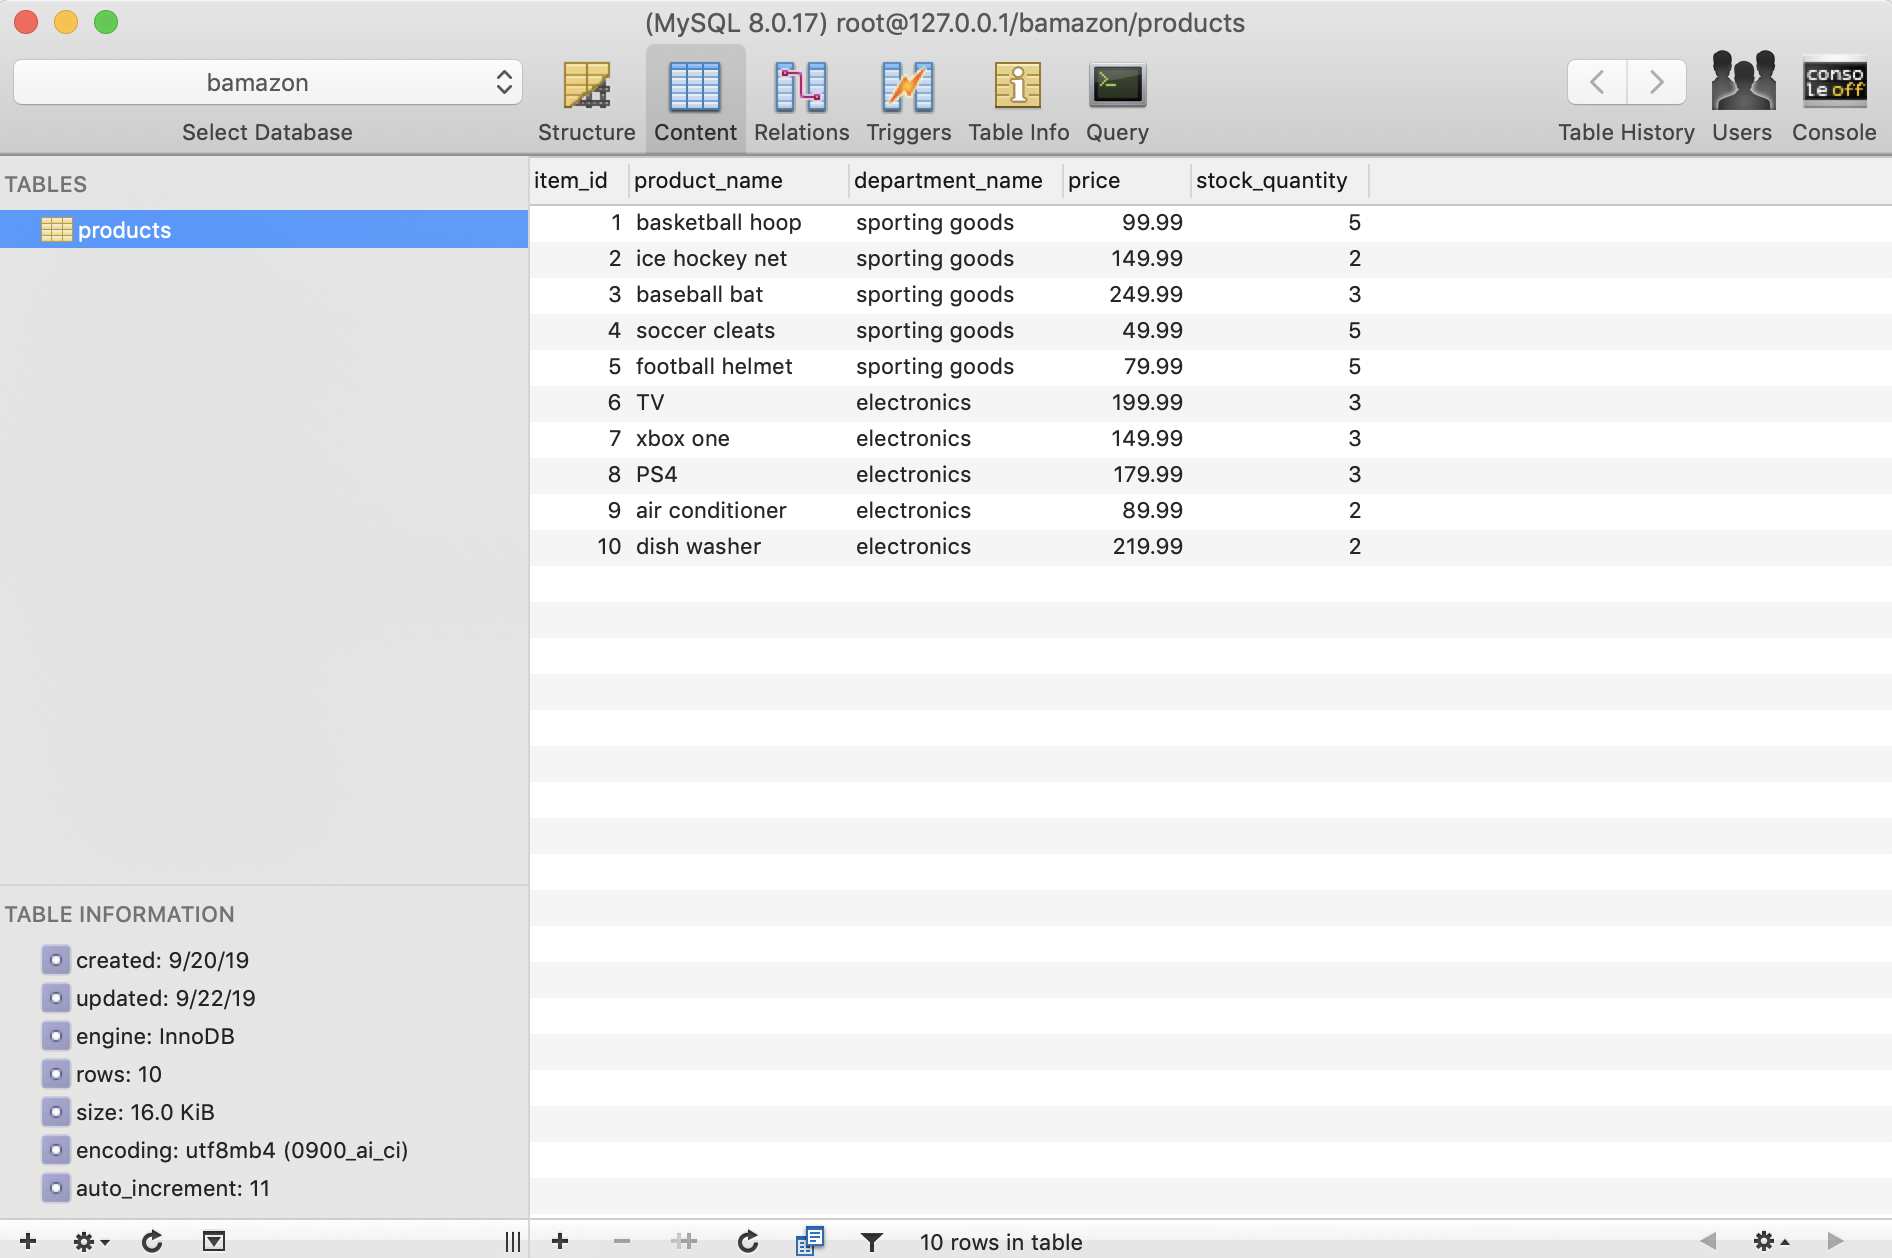 (MySQL 8.0.17) root@127.0.0.1/bamazon/products
bamazon
Select Database
Structure
Content
Relations
Triggers
Table Info
Query
Table History
Users
conso
le off
Console
TABLES
products
item_id product_name department_name price stock_quantity
1 basketball hoop sporting goods 99.99 5
2 ice hockey net sporting goods 149.99 2
3 baseball bat sporting goods 249.99 3
4 soccer cleats sporting goods 49.99 5
5 football helmet sporting goods 79.99 5
6 TV electronics 199.99 3
7 xbox one electronics 149.99 3
8 PS4 electronics 179.99 3
9 air conditioner electronics 89.99 2
10 dish washer electronics 219.99 2
TABLE INFORMATION
created: 9/20/19
updated: 9/22/19
engine: InnoDB
rows: 10
size: 16.0 KiB
encoding: utf8mb4 (0900_ai_ci)
auto_increment: 11
10 rows in table